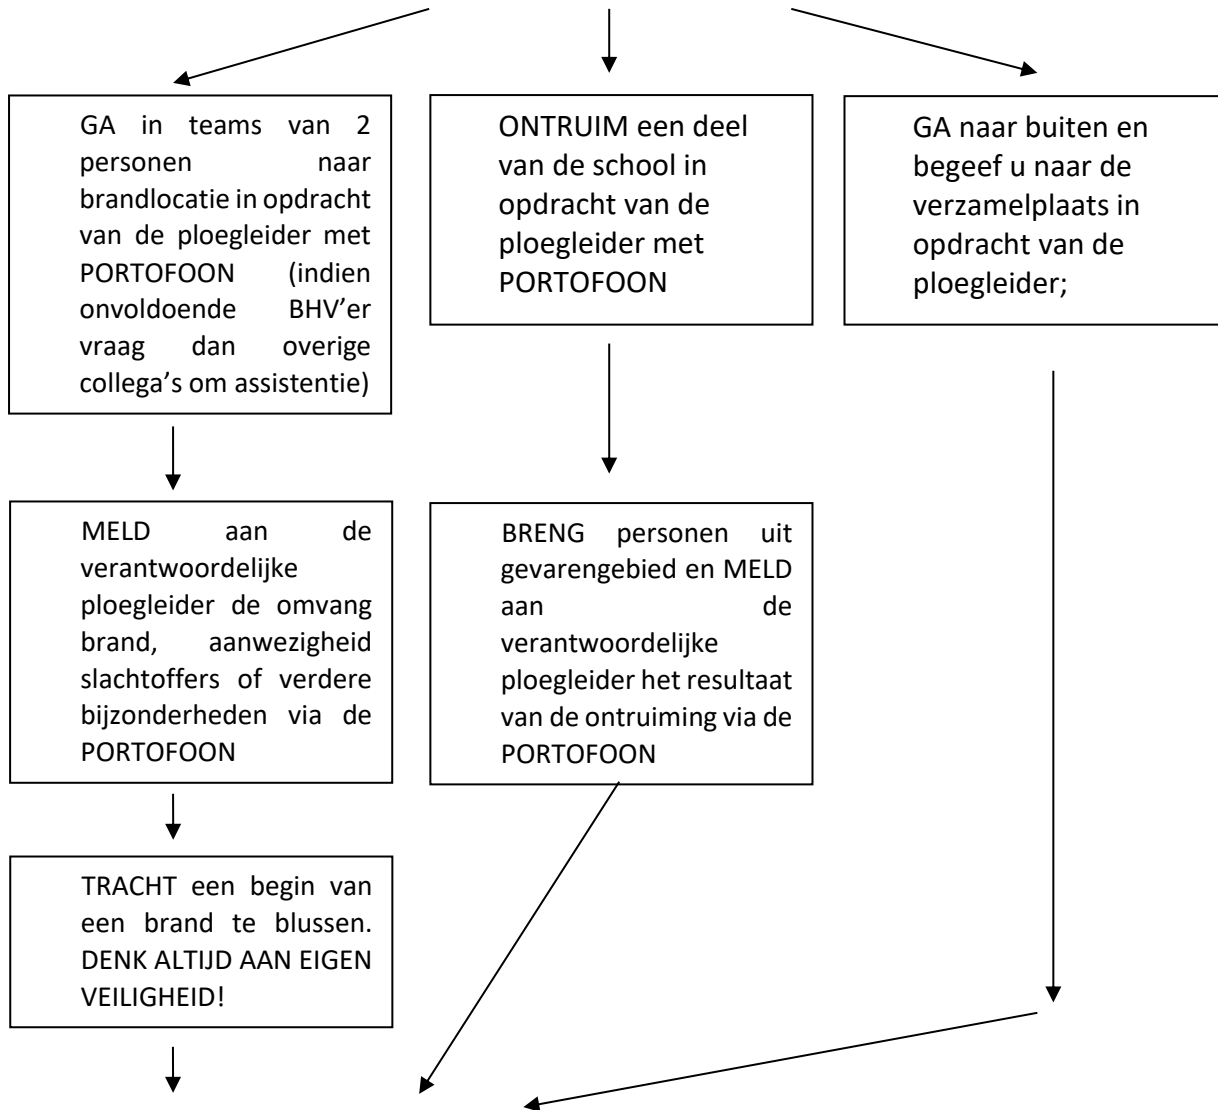 GA in teams van 2
personen naar
brandlocatie in opdracht
van de ploegleider met
PORTOFOON (indien
onvoldoende BHV’er
vraag dan overige
collega’s om assistentie)
ONTRUIM een deel
van de school in
opdracht van de
ploegleider met
PORTOFOON
GA naar buiten en
begeef u naar de
verzamelplaats in
opdracht van de
ploegleider;
MELD aan de
verantwoordelijke
ploegleider de omvang
brand, aanwezigheid
slachtoffers of verdere
bijzonderheden via de
PORTOFOON
BRENG personen uit
gevarengebied en MELD
aan de
verantwoordelijke
ploegleider het resultaat
van de ontruiming via de
PORTOFOON
TRACHT een begin van
een brand te blussen.
DENK ALTIJD AAN EIGEN
VEILIGHEID!